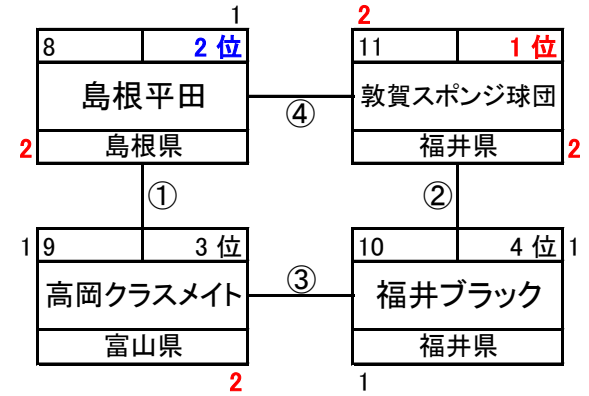 1 2
8 2 位 11 1 位
島根平田 敦賀スポンジ球団
④
2 島根県 福井県 2
① ②
1 9 3 位 10 4 位 1
③
高岡クラスメイト 福井ブラック
富山県 福井県
2 1